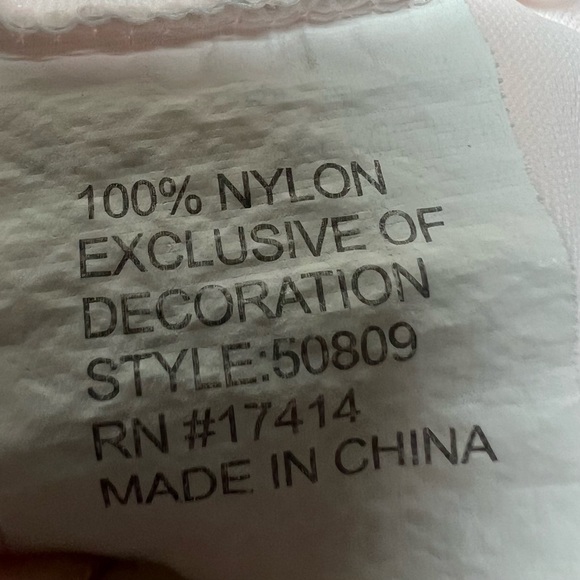 100% NYLON
EXCLUSIVE OF
DECORATION
STYLE:50809
RN #17414
MADE IN CHINA